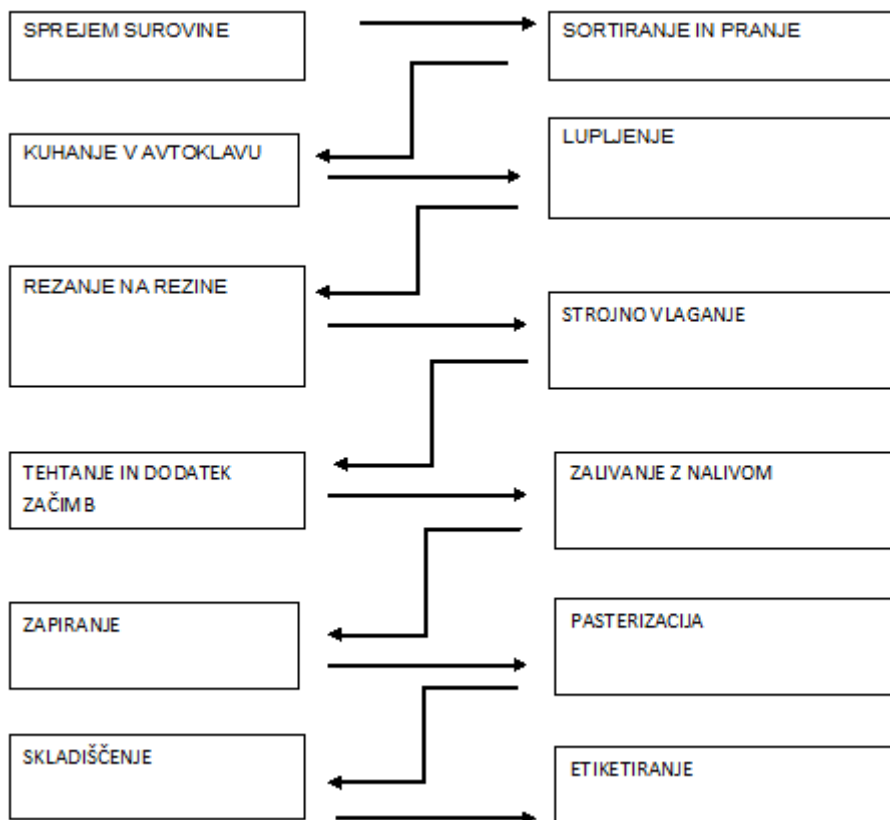 SPREJEM SUROVINE
SORTIRANJE IN PRANJE
KUHANJE V AVTOKLAVU
LUPLJENJE
REZANJE NA REZINE
STROJNO VLAGANJE
TEHTANJE IN DODATEK
ZAČIMB
ZALIVANJE Z NALIVOM
ZAPIRANJE
PASTERIZACIJA
SKLADIŠČENJE
ETIKETIRANJE